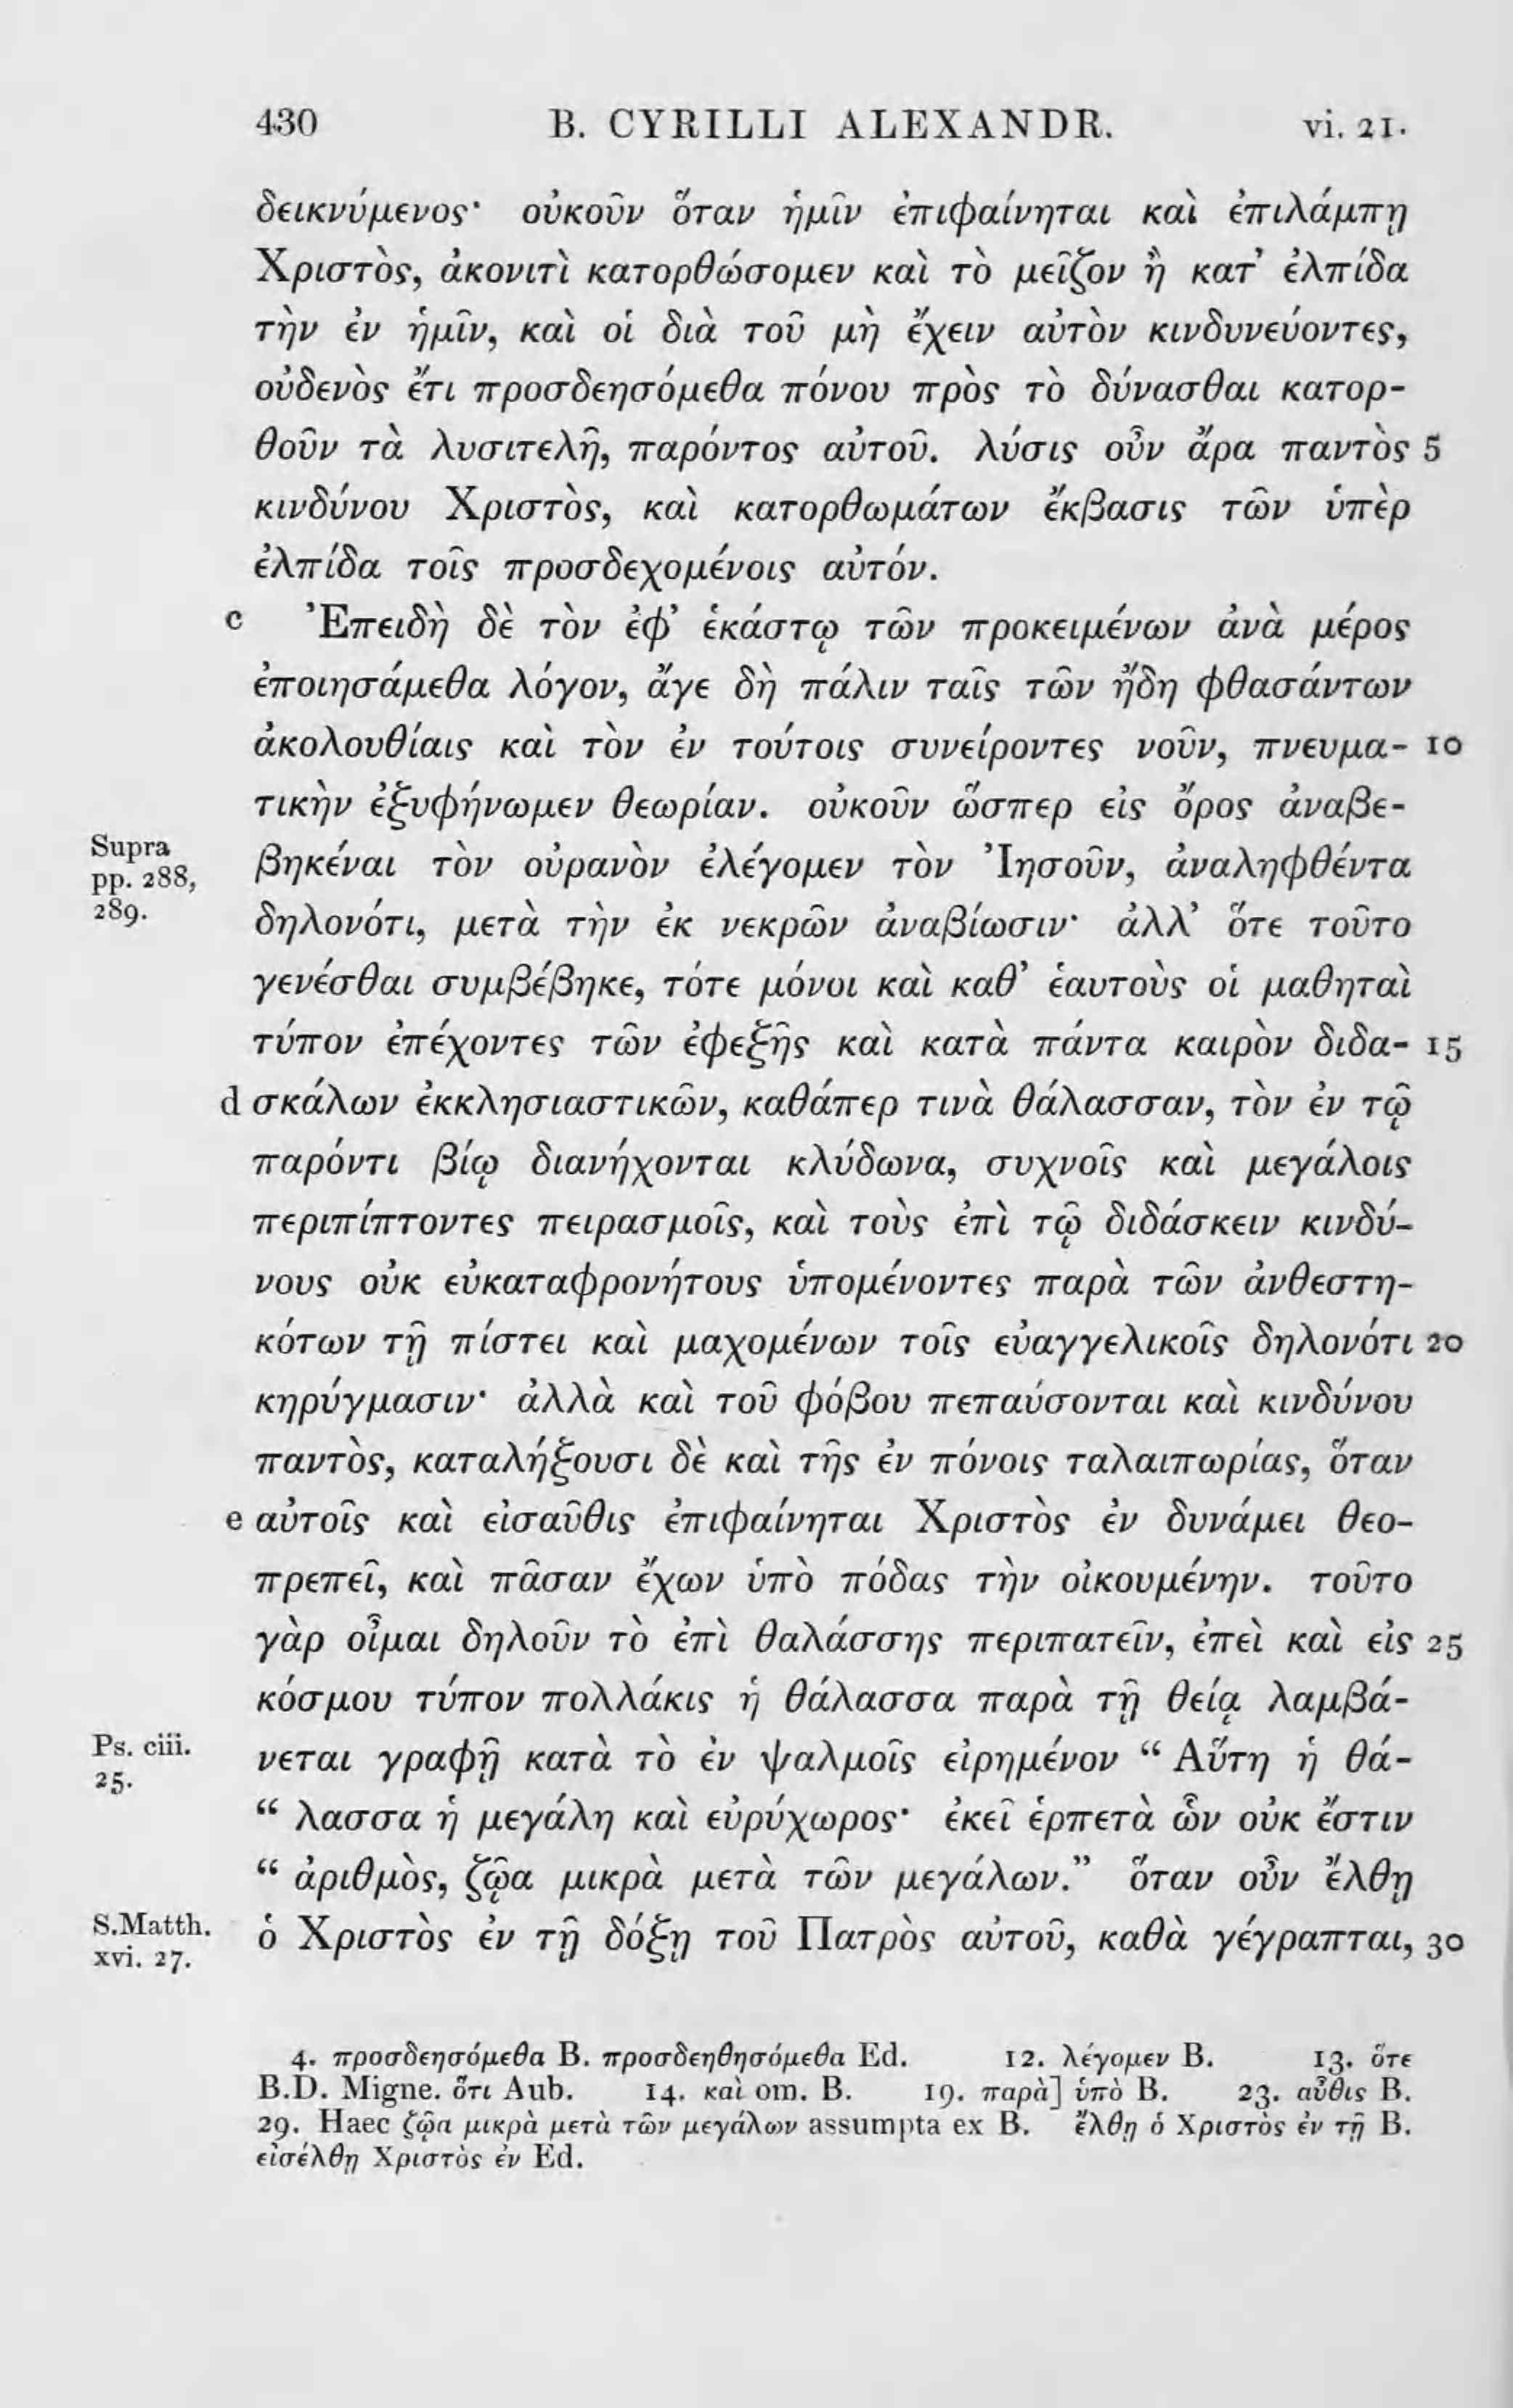 430 B. CYRILLI ALEXANDR. vi. 21.
δεικνύμενος· οὐκοῦν ὅταν ἡμῖν ἐπιφαίνηται καὶ ἐπιλάμπῃ
Χριστὸς, ἀκονιτὶ κατορθώσομεν καὶ τὸ μεῖζον ἢ κατ’ ἐλπίδα
τὴν ἐν ἡμῖν, καὶ οἱ διὰ τοῦ μὴ ἔχειν αὐτὸν κινδυνεύοντες,
οὐδενὸς ἔτι προσδεησόμεθα πόνου πρὸς τὸ δύνασθαι κατορ-
θοῦν τὰ λυσιτελῆ, παρόντος αὐτοῦ. λύσις οὖν ἄρα παντὸς 5
κινδύνου Χριστὸς, καὶ κατορθωμάτων ἔκβασις τῶν ὑπὲρ
ἐλπίδα τοῖς προσδεχομένοις αὐτόν.
c Ἐπειδὴ δὲ τὸν ἐφ’ ἑκάστῳ τῶν προκειμένων ἀνὰ μέρος
ἐποιησάμεθα λόγον, ἄγε δὴ πάλιν ταῖς τῶν ἤδη φθασάντων
ἀκολουθίαις καὶ τὸν ἐν τούτοις συνείροντες νοῦν, πνευμα- 10
τικὴν ἐξυφήνωμεν θεωρίαν. οὐκοῦν ὥσπερ εἰς ὄρος ἀναβε-
Supra
pp. 288,
289.
βηκέναι τὸν οὐρανὸν ἐλέγομεν τὸν Ἰησοῦν, ἀναληφθέντα
δηλονότι, μετὰ τὴν ἐκ νεκρῶν ἀναβίωσιν· ἀλλ’ ὅτε τοῦτο
γενέσθαι συμβέβηκε, τότε μόνοι καὶ καθ’ ἑαυτοὺς οἱ μαθηταὶ
τύπον ἐπέχοντες τῶν ἐφεξῆς καὶ κατὰ πάντα καιρὸν διδα- 15
d σκάλων ἐκκλησιαστικῶν, καθάπερ τινὰ θάλασσαν, τὸν ἐν τῷ
παρόντι βίῳ διανήχονται κλύδωνα, συχνοῖς καὶ μεγάλοις
περιπίπτοντες πειρασμοῖς, καὶ τοὺς ἐπὶ τῷ διδάσκειν κινδύ-
νους οὐκ εὐκαταφρονήτους ὑπομένοντες παρὰ τῶν ἀνθεστη-
κότων τῇ πίστει καὶ μαχομένων τοῖς εὐαγγελικοῖς δηλονότι 20
κηρύγμασιν· ἀλλὰ καὶ τοῦ φόβου πεπαύσονται καὶ κινδύνου
παντὸς, καταλήξουσι δὲ καὶ τῆς ἐν πόνοις ταλαιπωρίας, ὅταν
e αὐτοῖς καὶ εἰσαῦθις ἐπιφαίνηται Χριστὸς ἐν δυνάμει θεο-
πρεπεῖ, καὶ πᾶσαν ἔχων ὑπὸ πόδας τὴν οἰκουμένην. τοῦτο
γὰρ οἶμαι δηλοῦν τὸ ἐπὶ θαλάσσης περιπατεῖν, ἐπεὶ καὶ εἰς 25
κόσμου τύπον πολλάκις ἡ θάλασσα παρὰ τῇ θείᾳ λαμβά-
Ps. ciii.
25.
νεται γραφῇ κατὰ τὸ ἐν ψαλμοῖς εἰρημένον “ Αὕτη ἡ θά-
“ λασσα ἡ μεγάλη καὶ εὐρύχωρος· ἐκεῖ ἑρπετὰ ὧν οὐκ ἔστιν
“ ἀριθμὸς, ζῷα μικρὰ μετὰ τῶν μεγάλων.” ὅταν οὖν ἔλθῃ
S.Matth.
xvi. 27.
ὁ Χριστὸς ἐν τῇ δόξῃ τοῦ Πατρὸς αὐτοῦ, καθὰ γέγραπται, 30
4. προσδεησόμεθα B. προσδεηθησόμεθα Ed. 12. λέγομεν B. 13. ὅτε
B.D. Migne. ὅτι Aub. 14. καὶ om. B. 19. παρὰ] ὑπὸ B. 23. αὖθις B.
29. Haec ζῷα μικρὰ μετὰ τῶν μεγάλων assumpta ex B. ἔλθῃ ὁ Χριστὸς ἐν τῇ B.
εἰσέλθῃ Χριστὸς ἐν Ed.